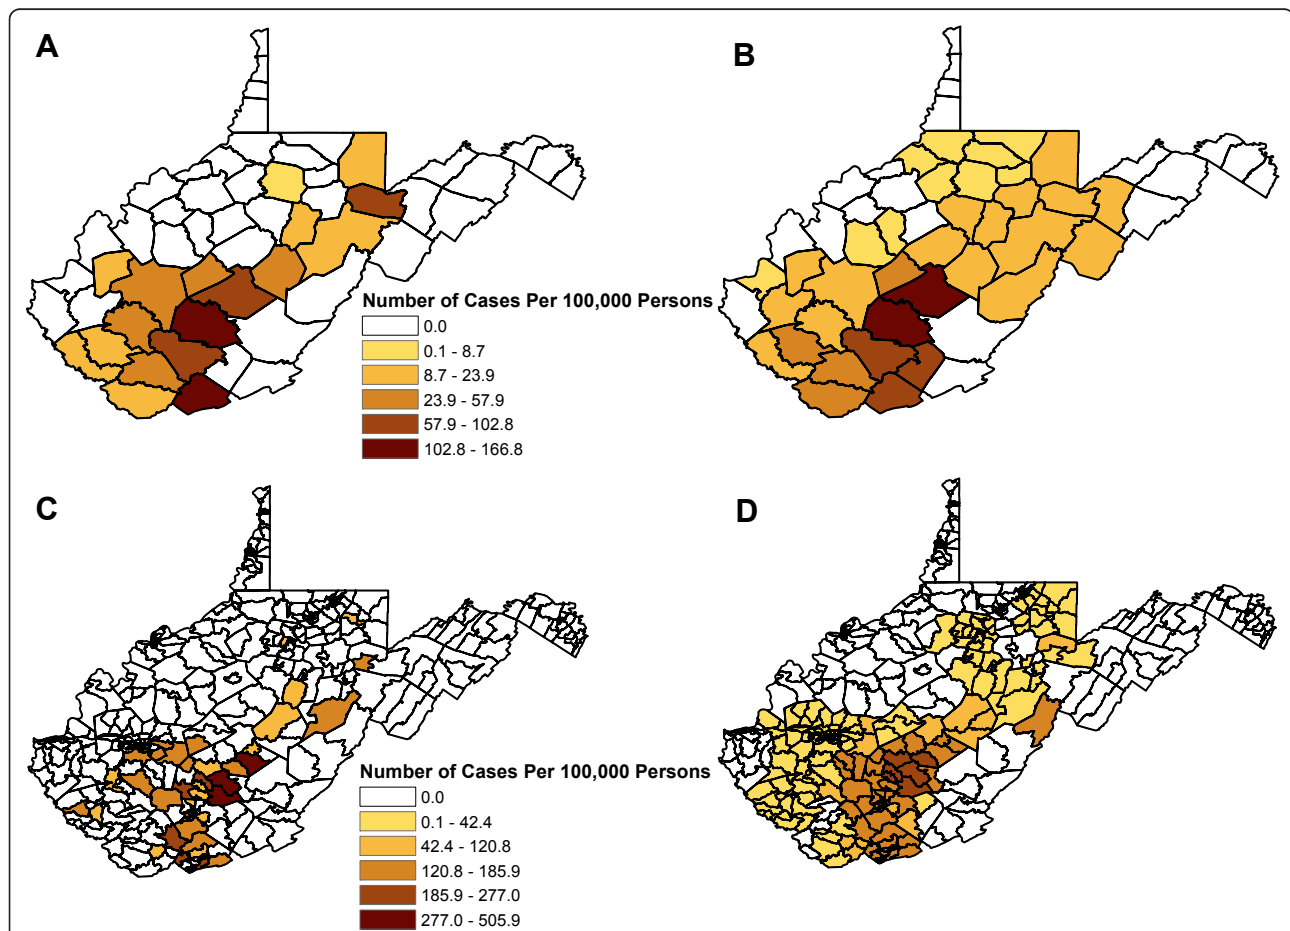 A
B
Number of Cases Per 100,000 Persons
0.0
0.1 - 8.7
8.7 - 23.9
23.9 - 57.9
57.9 - 102.8
102.8 - 166.8
C
D
Number of Cases Per 100,000 Persons
0.0
0.1 - 42.4
42.4 - 120.8
120.8 - 185.9
185.9 - 277.0
277.0 - 505.9